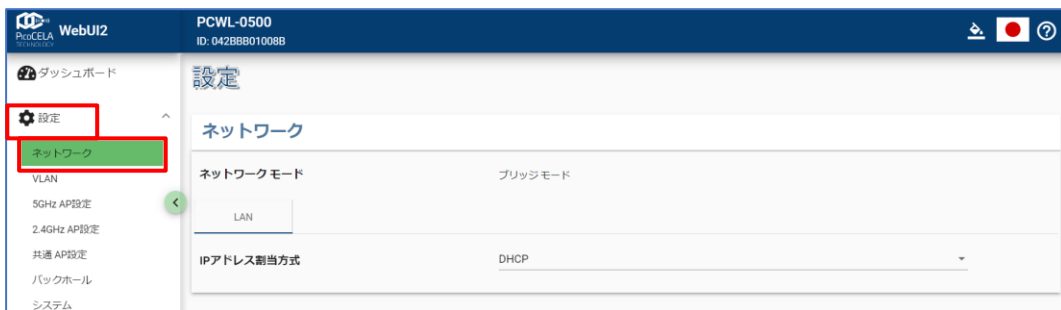 PicoCELA
TECHNOLOGY
WebUI2
PCWL-0500
ID: 042BBB01008B
ダッシュボード
設定
設定
ネットワーク
ネットワーク
VLAN
5GHz AP設定
2.4GHz AP設定
共通 AP設定
バックホール
システム
ネットワーク モード
ブリッジモード
LAN
IPアドレス割当方式
DHCP